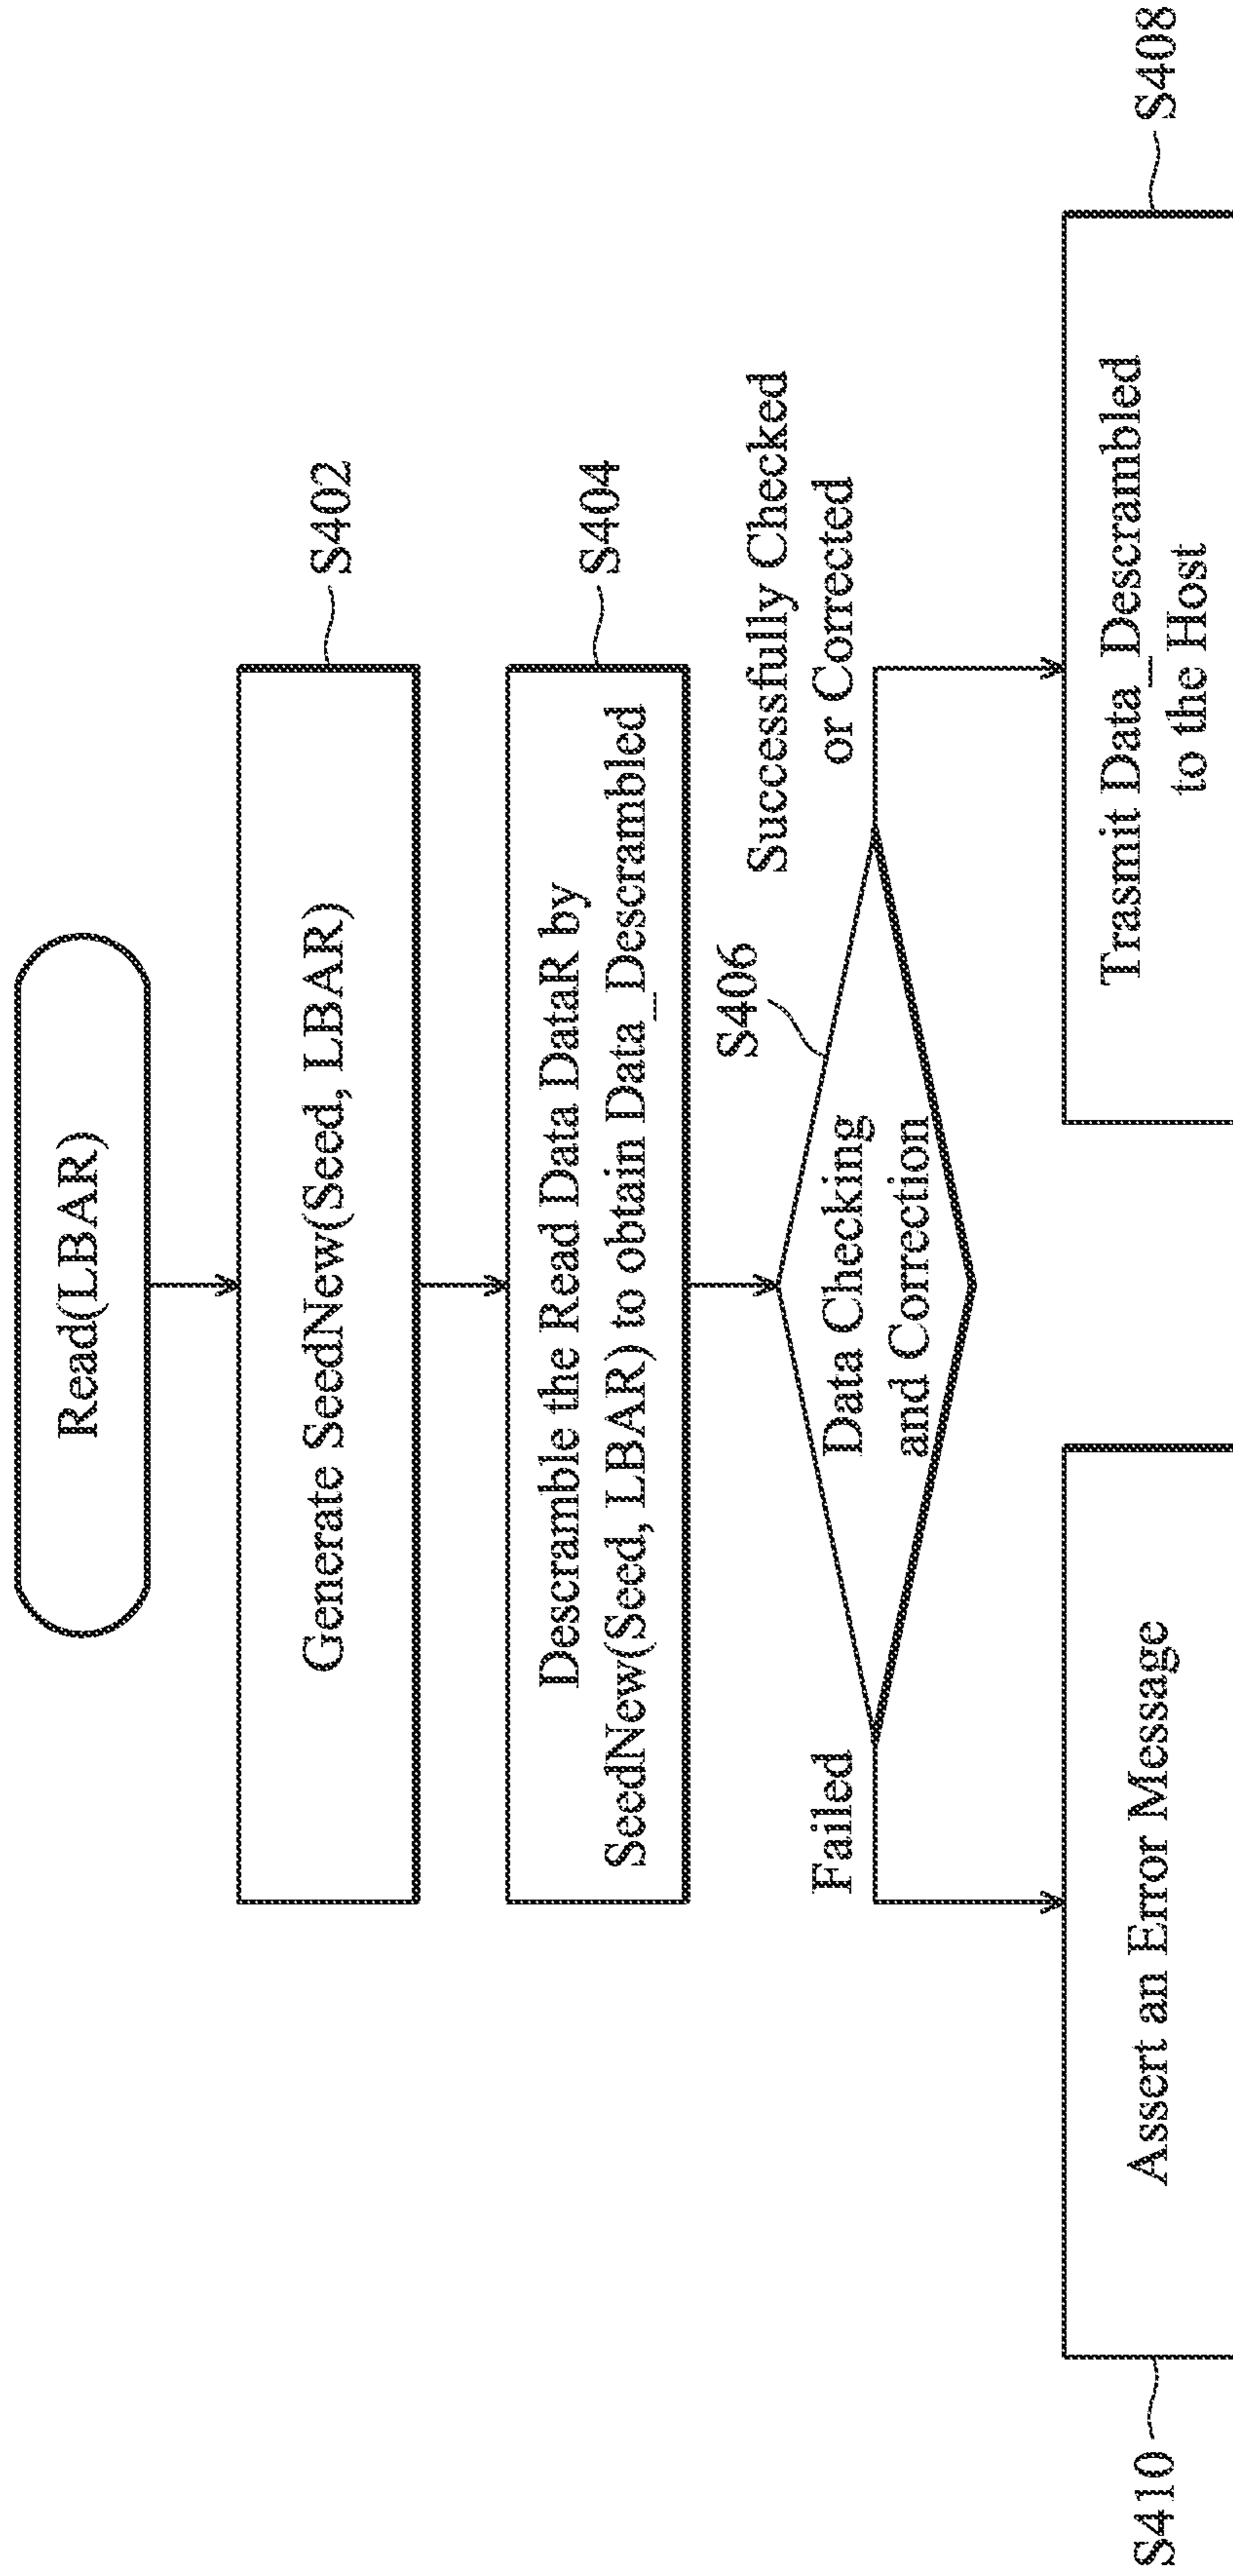 Read(LBAR)
Generate SeedNew(Seed, LBAR)
S402
Descramble the Read Data DataR by
SeedNew(Seed, LBAR) to obtain Data_Descrambled
S404
S406
Data Checking
and Correction
Failed
Successfully Checked
or Corrected
S410
Assert an Error Message
Trasmit Data_Descrambled
to the Host
S408